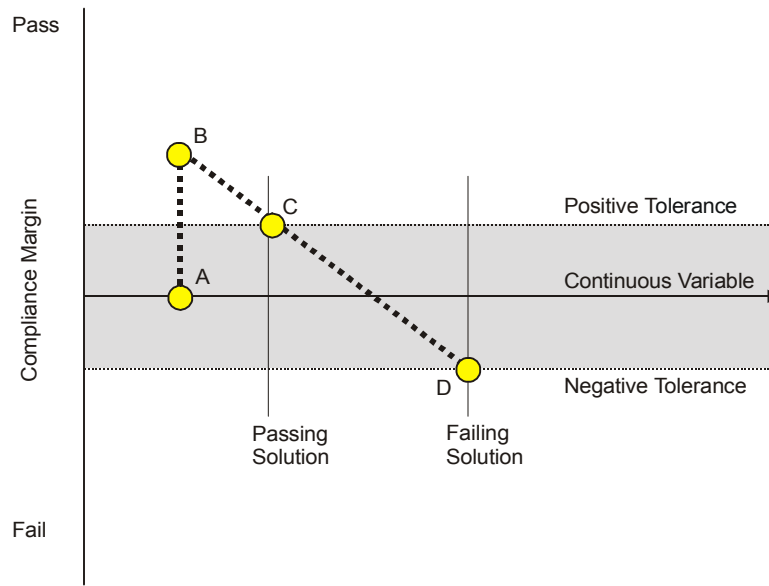 Pass
B
C
Positive Tolerance
Compliance Margin
A
Continuous Variable
D
Negative Tolerance
Passing
Solution
Failing
Solution
Fail